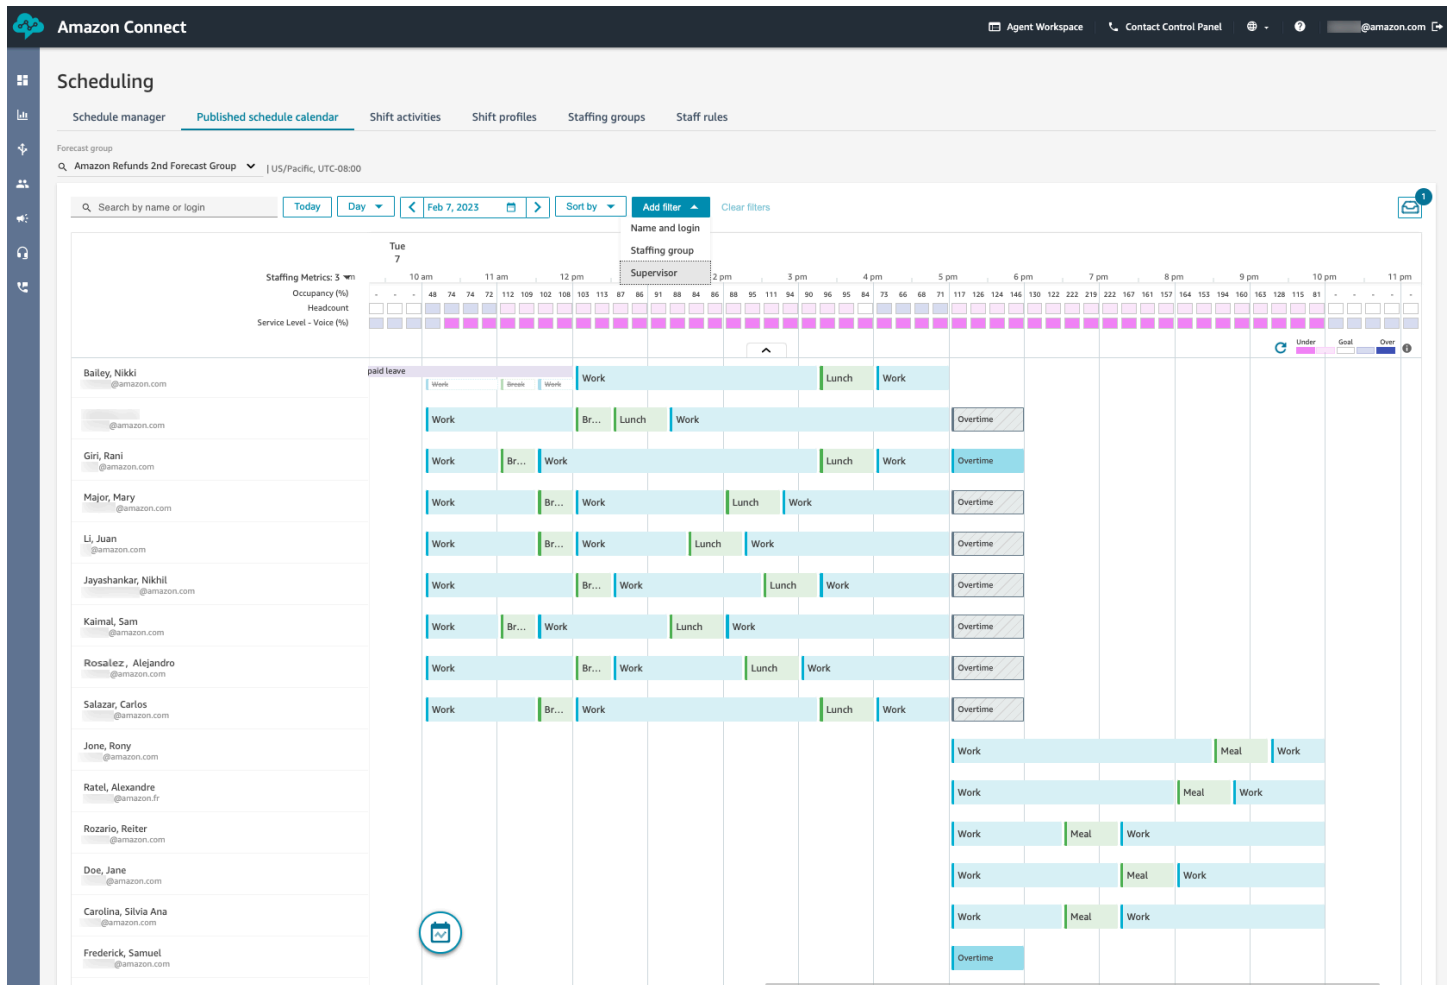 Amazon Connect
Agent Workspace
Contact Control Panel
@amazon.com
Scheduling
Schedule manager
Published schedule calendar
Shift activities
Shift profiles
Staffing groups
Staff rules
Forecast group
Amazon Refunds 2nd Forecast Group
| US/Pacific, UTC-08:00
Search by name or login
Today
Day
Feb 7, 2023
Sort by
Add filter
Clear filters
1
Name and login
Staffing group
Supervisor
Tue
7
Staffing Metrics: 3
10 am 11 am 12 pm 2 pm 3 pm 4 pm 5 pm 6 pm 7 pm 8 pm 9 pm 10 pm 11 pm
Occupancy (%) - - - 48 74 74 72 112 109 102 108 103 113 87 86 91 88 84 86 88 95 111 94 90 96 95 84 73 66 68 71 117 126 124 146 130 122 222 219 222 167 161 157 164 153 194 160 163 128 115 81 - - - - -
Headcount
Service Level - Voice (%)
Under Goal Over
Bailey, Nikki
@amazon.com
paid leave
Work Break Work
Work Lunch Work
@amazon.com
Work Br... Lunch Work Overtime
Giri, Rani
@amazon.com
Work Br... Work Lunch Work Overtime
Major, Mary
@amazon.com
Work Br... Work Lunch Work Overtime
Li, Juan
@amazon.com
Work Br... Work Lunch Work Overtime
Jayashankar, Nikhil
@amazon.com
Work Br... Work Lunch Work Overtime
Kaimal, Sam
@amazon.com
Work Br... Work Lunch Work Overtime
Rosalez, Alejandro
@amazon.com
Work Br... Work Lunch Work Overtime
Salazar, Carlos
@amazon.com
Work Br... Work Lunch Work Overtime
Jone, Rony
@amazon.com
Work Meal Work
Ratel, Alexandre
@amazon.fr
Work Meal Work
Rozario, Reiter
@amazon.com
Work Meal Work
Doe, Jane
@amazon.com
Work Meal Work
Carolina, Silvia Ana
@amazon.com
Work Meal Work
Frederick, Samuel
@amazon.com
Overtime